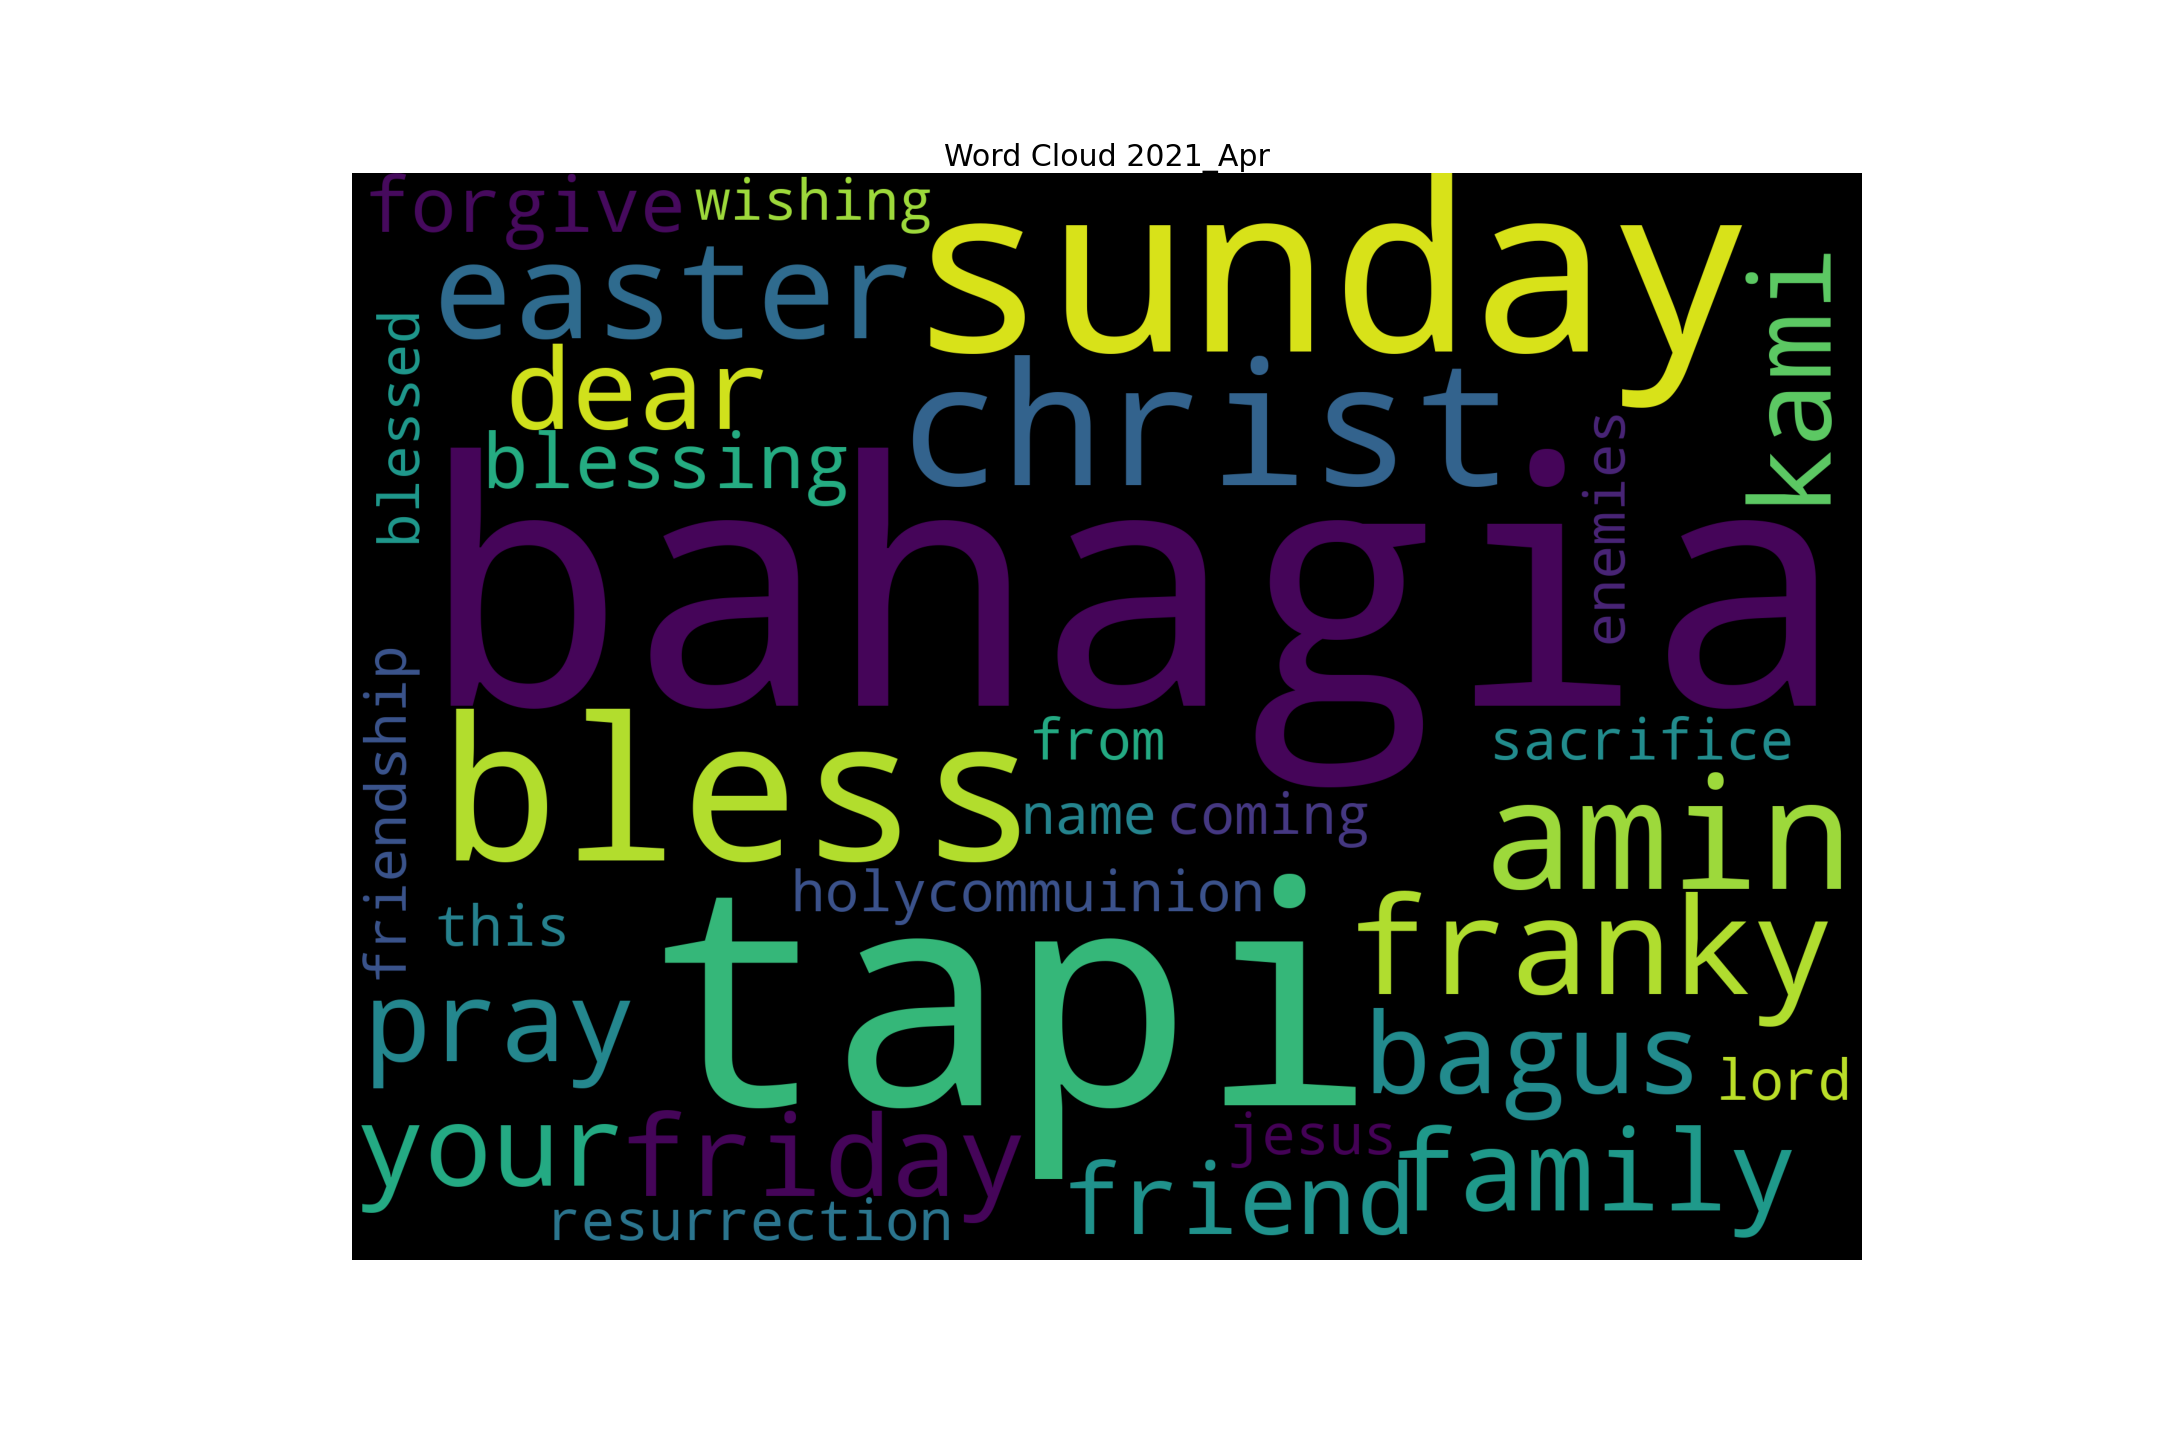 Word Cloud 2021_Apr
forgive
wishing
sunday
easter
kami
blessed
dear
christ
blessing
enemies
bahagia
friendship
bless
from
sacrifice
name
coming
amin
holycommuinion
this
tapi
franky
pray
bagus
lord
your
friday
jesus
family
friend
resurrection